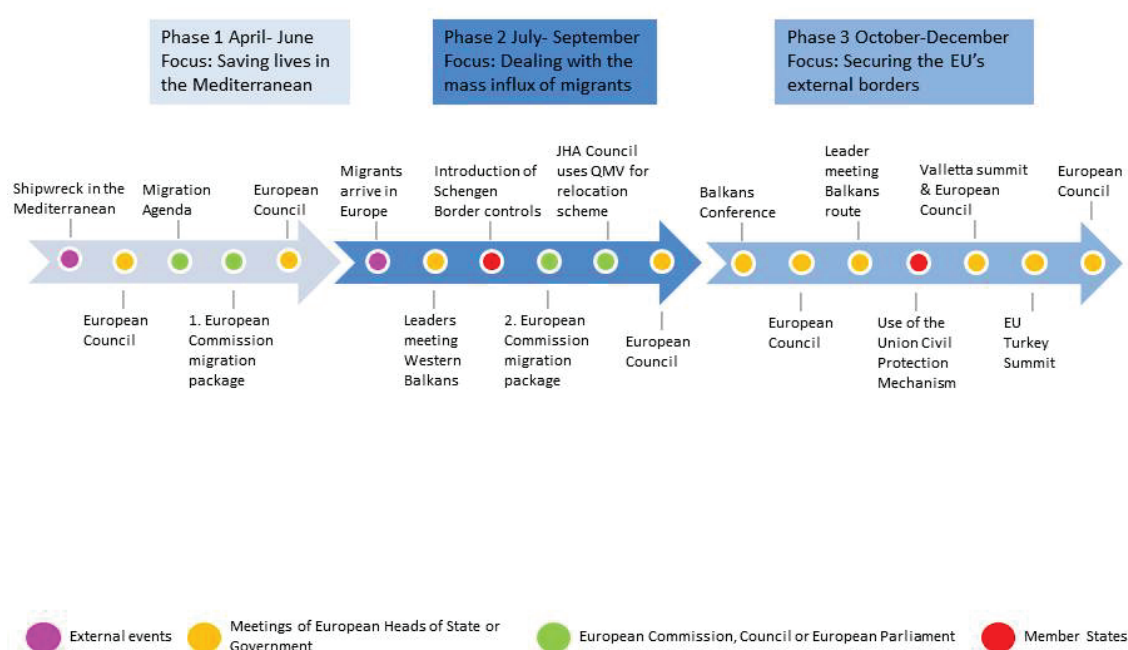 Phase 1 April- June
Focus: Saving lives in
the Mediterranean
Phase 2 July- September
Focus: Dealing with the
mass influx of migrants
Phase 3 October-December
Focus: Securing the EU's
external borders
Shipwreck in the
Mediterranean
Migration
Agenda
European
Council
Migrants
arrive in
Europe
Introduction of
Schengen
Border controls
JHA Council
uses QMV for
relocation
scheme
Balkans
Conference
Leader
meeting
Balkans
route
Valletta summit
& European
Council
European
Council
European
Council
1. European
Commission
migration
package
Leaders
meeting
Western
Balkans
2. European
Commission
migration
package
European
Council
European
Council
Use of the
Union Civil
Protection
Mechanism
EU
Turkey
Summit
External events
Meetings of European Heads of State or
Government
European Commission, Council or European Parliament
Member States